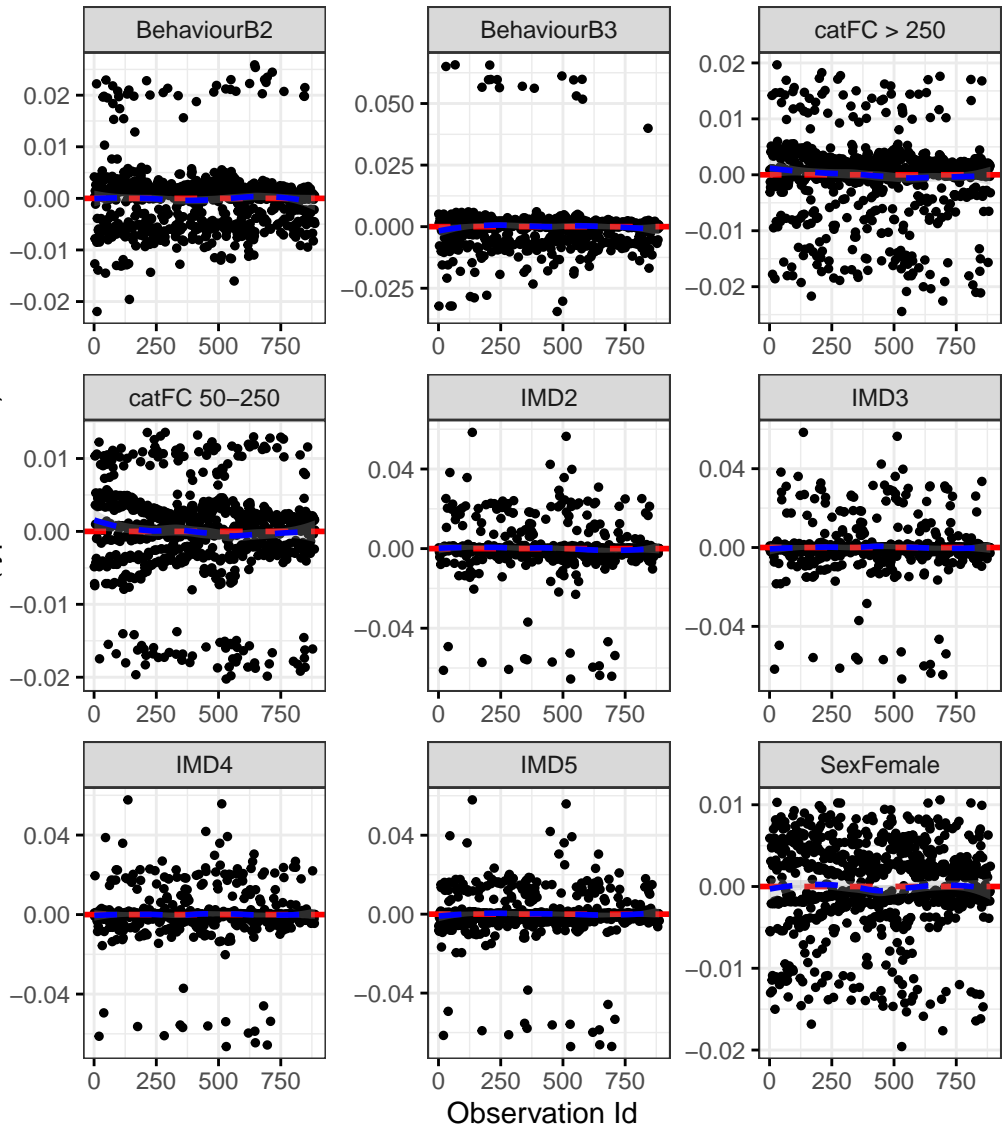 BehaviourB2 BehaviourB3 catFC > 250
0.02 0.01 0.00 −0.01 −0.02
0.050 0.025 0.000 −0.025
0.02 0.01 0.00 −0.01 −0.02
0 250 500 750 0 250 500 750 0 250 500 750
catFC 50−250 IMD2 IMD3
0.01 0.00 −0.01 −0.02
0.04 0.00 −0.04
0.04 0.00 −0.04
0 250 500 750 0 250 500 750 0 250 500 750
IMD4 IMD5 SexFemale
0.04 0.00 −0.04
0.04 0.00 −0.04
0.01 0.00 −0.01 −0.02
0 250 500 750 0 250 500 750 0 250 500 750
Observation Id